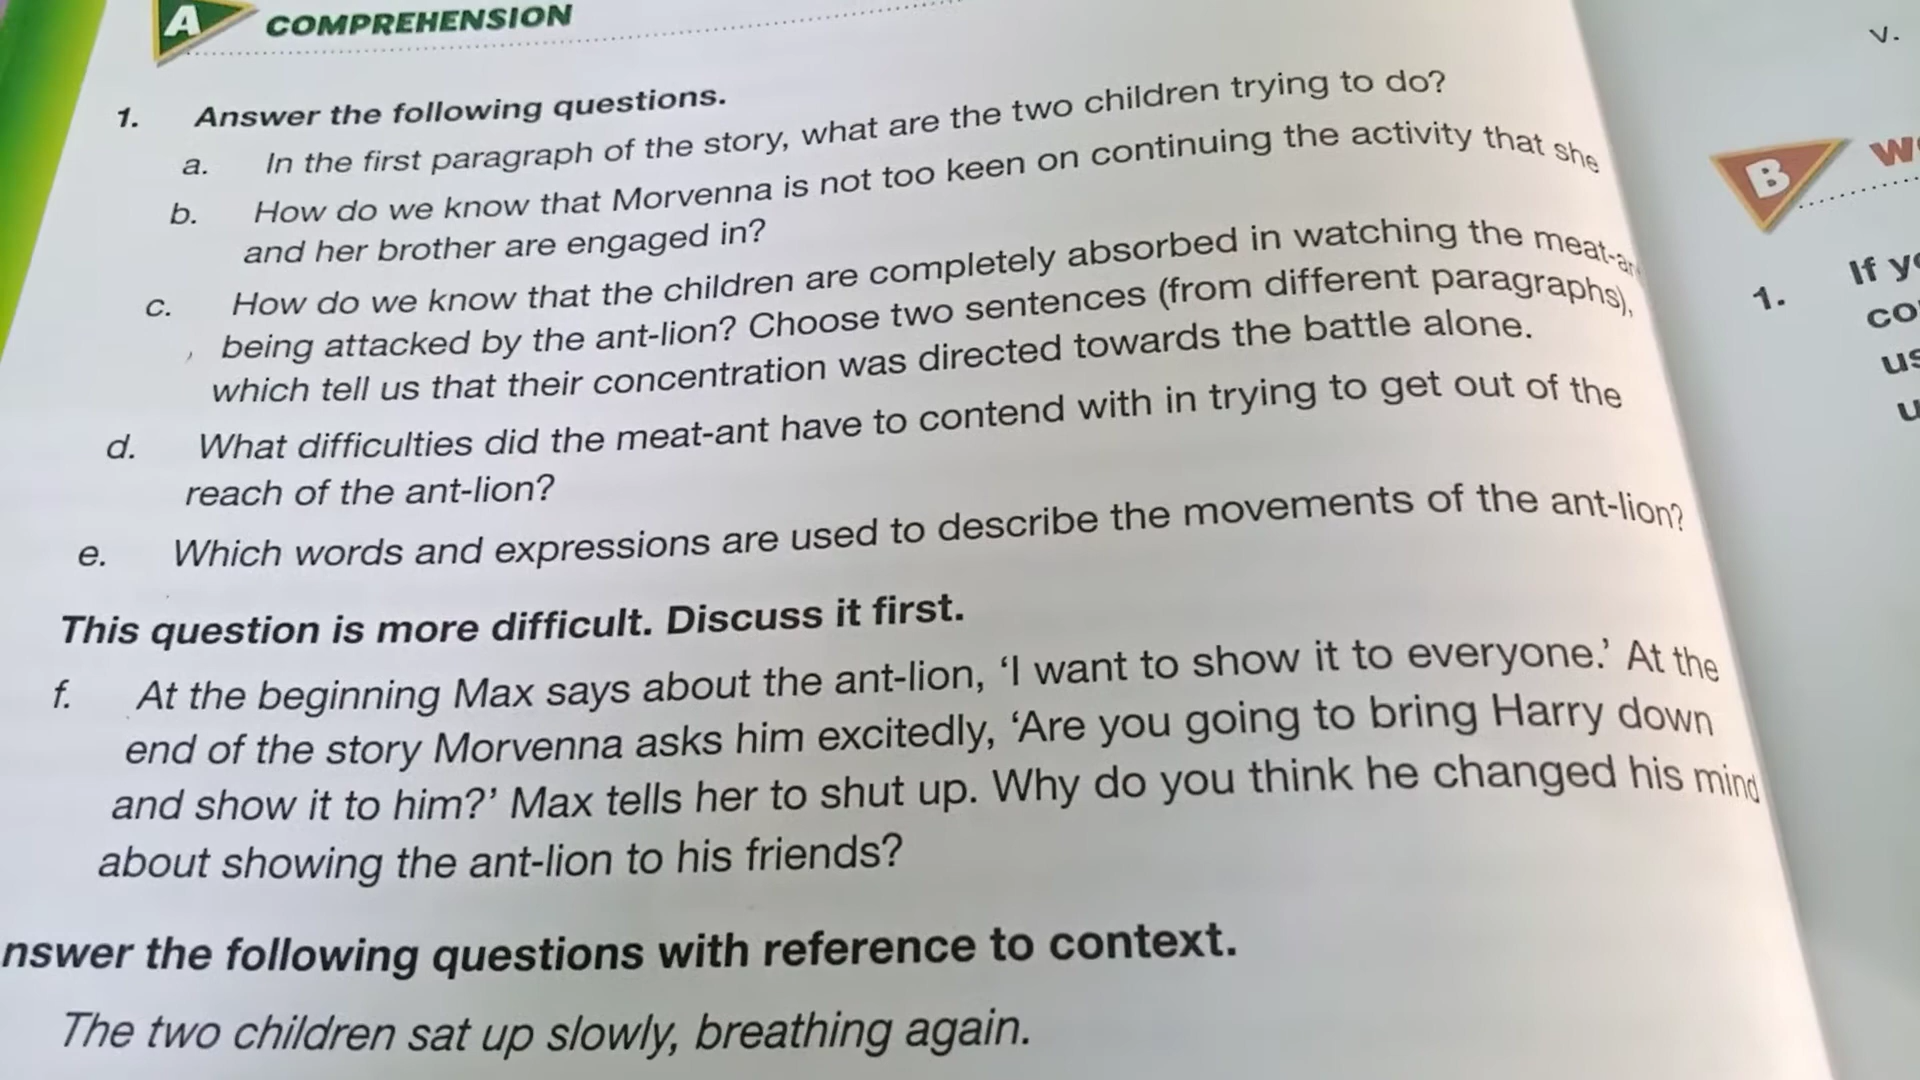 A COMPREHENSION
1. Answer the following questions.
a. In the first paragraph of the story, what are the two children trying to do?
b. How do we know that Morvenna is not too keen on continuing the activity that she
and her brother are engaged in?
c. How do we know that the children are completely absorbed in watching the
being attacked by the ant-lion? Choose two sentences (from different paragraphs),
which tell us that their concentration was directed towards the battle alone.
d. What difficulties did the meat-ant have to contend with in trying to get out of the
reach of the ant-lion?
e. Which words and expressions are used to describe the movements of the ant-lion?
This question is more difficult. Discuss it first.
f. At the beginning Max says about the ant-lion, ‘I want to show it to everyone.’ At the
end of the story Morvenna asks him excitedly, ‘Are you going to bring Harry down
and show it to him?’ Max tells her to shut up. Why do you think he changed his mind
about showing the ant-lion to his friends?
nswer the following questions with reference to context.
The two children sat up slowly, breathing again.
v.
B
1. If